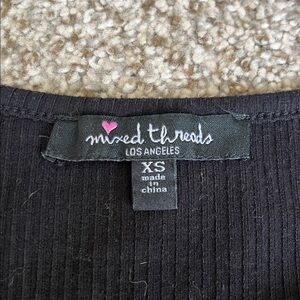 mixed threads
LOS ANGELES
XS
made
in
china